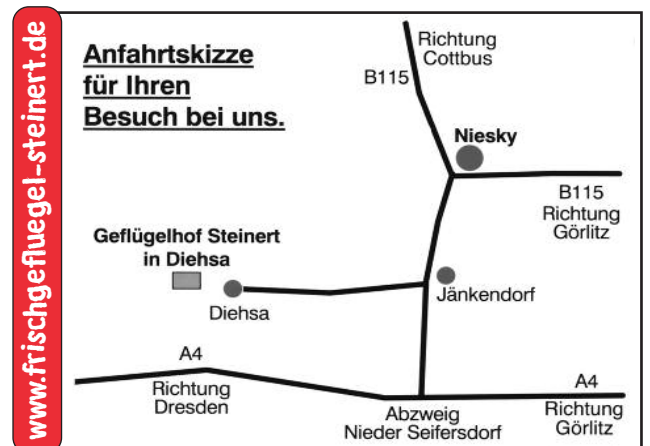 www.frischgefluegel-steinert.de
Anfahrtskizze
für Ihren
Besuch bei uns.
Richtung
Cottbus
B115
Niesky
B115
Richtung
Görlitz
Geflügelhof Steinert
in Diehsa
Diehsa
Jänkendorf
A4
Richtung
Dresden
A4
Richtung
Görlitz
Abzweig
Nieder Seifersdorf